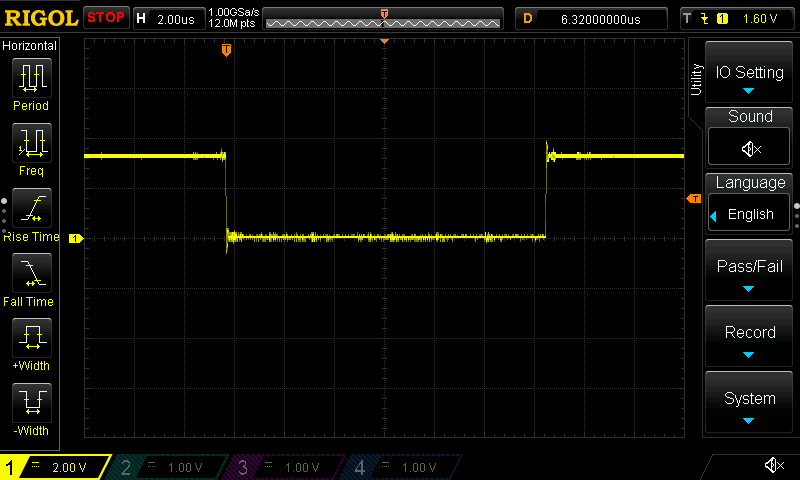 RIGOL STOP H 2.00us 1.00GSa/s 12.0M pts T D 6.32000000us T 1 1.60 V
Horizontal
Period
Freq
Rise Time
Fall Time
+Width
-Width
T
1
T
Utility
IO Setting
Sound
Language
English
Pass/Fail
Record
System
1 2.00 V 2 1.00 V 3 1.00 V 4 1.00 V